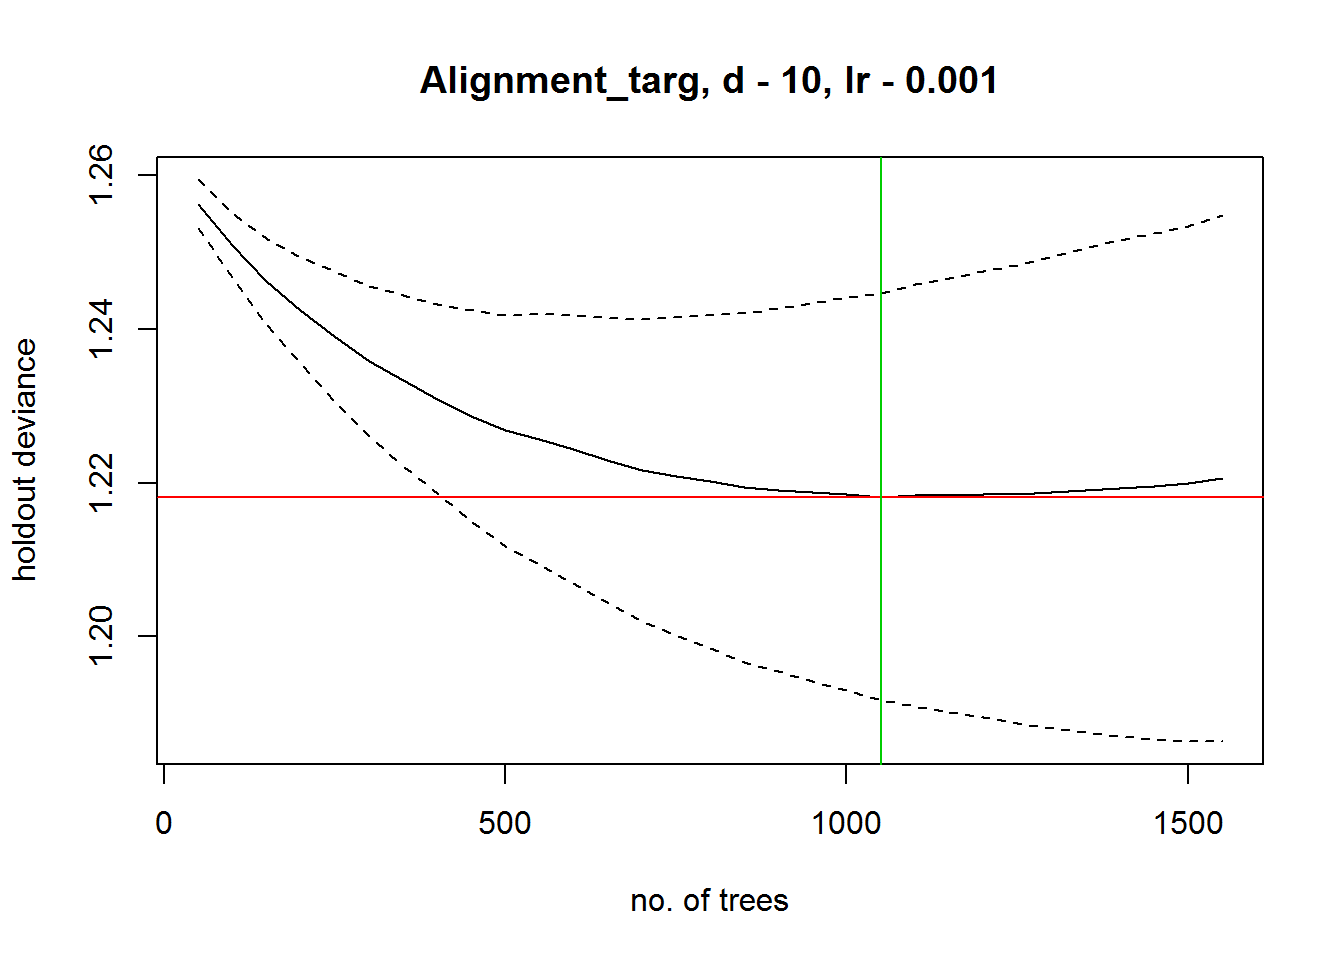 Alignment_targ, d - 10, lr - 0.001
holdout deviance
1.26
1.24
1.22
1.20
0 500 1000 1500
no. of trees